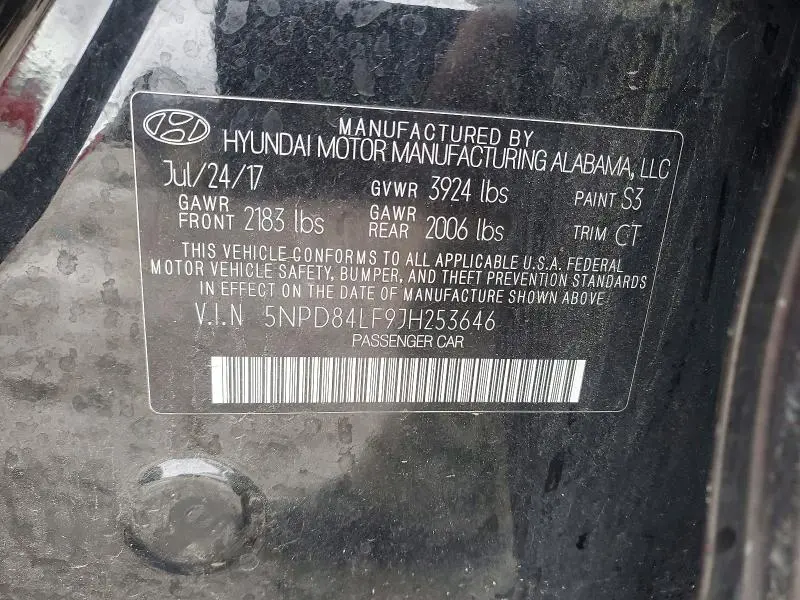 MANUFACTURED BY
HYUNDAI MOTOR MANUFACTURING ALABAMA, LLC
Jul/24/17 GVWR 3924 lbs PAINT S3
GAWR FRONT 2183 lbs GAWR REAR 2006 lbs TRIM CT
THIS VEHICLE CONFORMS TO ALL APPLICABLE U.S.A. FEDERAL
MOTOR VEHICLE SAFETY, BUMPER, AND THEFT PREVENTION STANDARDS
IN EFFECT ON THE DATE OF MANUFACTURE SHOWN ABOVE
V.I.N 5NPD84LF9JH253646
PASSENGER CAR